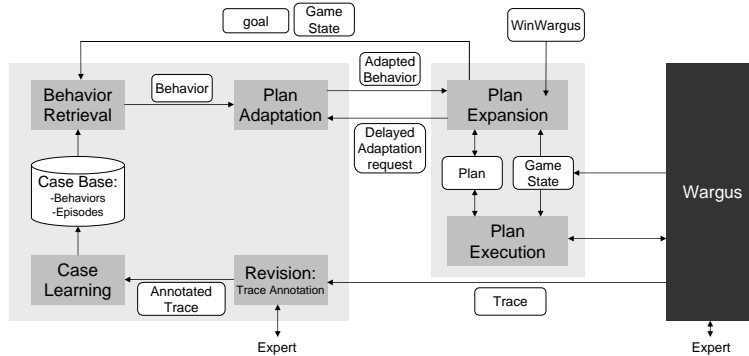 goal
Game
State
WinWargus
Behavior
Retrieval
Behavior
Plan
Adaptation
Adapted
Behavior
Plan
Expansion
Delayed
Adaptation
request
Plan
Game
State
Wargus
Case Base:
-Behaviors
-Episodes
Plan
Execution
Case
Learning
Annotated
Trace
Revision:
Trace Annotation
Trace
Expert
Expert